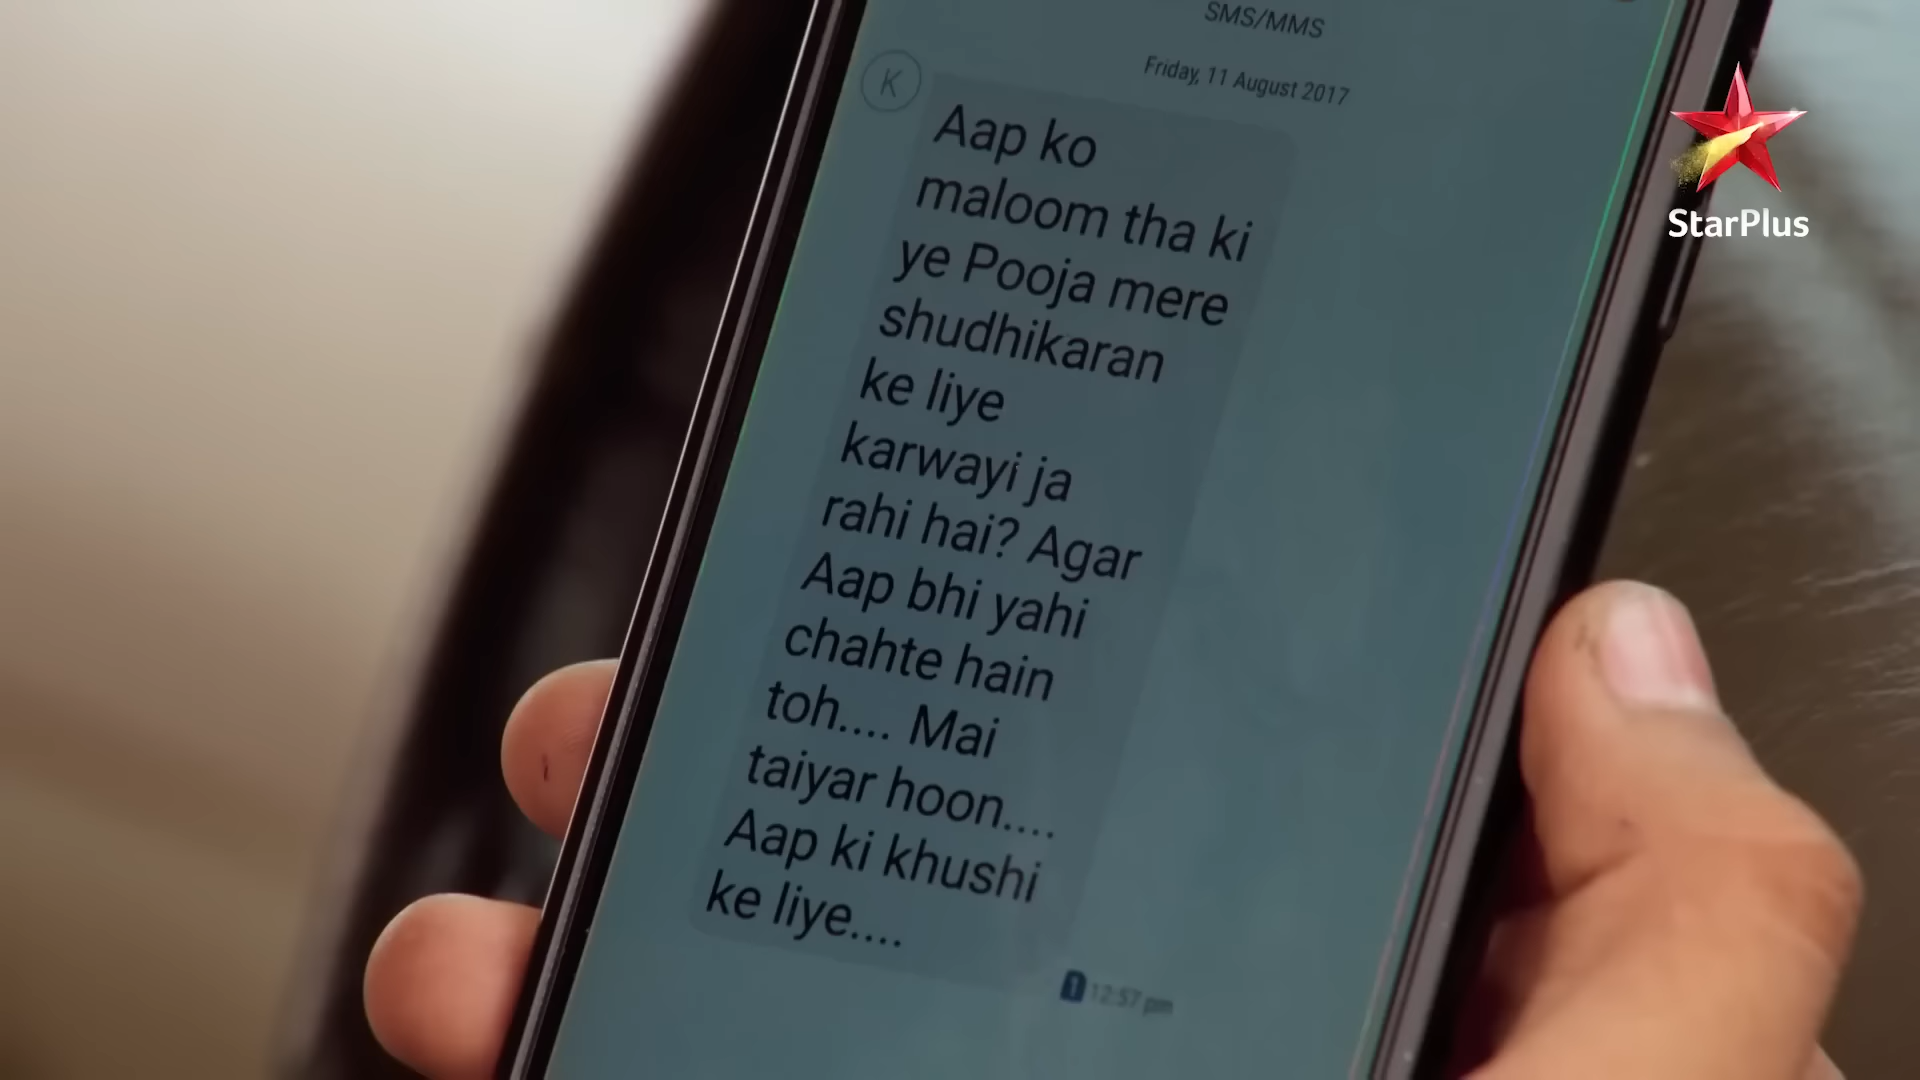 SMS/MMS
Friday, 11 August 2017
K
Aap ko
maloom tha ki
ye Pooja mere
shudhikaran
ke liye
karwayi ja
rahi hai? Agar
Aap bhi yahi
chahte hain
toh.... Mai
taiyar hoon....
Aap ki khushi
ke liye....
1 12:57 pm
StarPlus